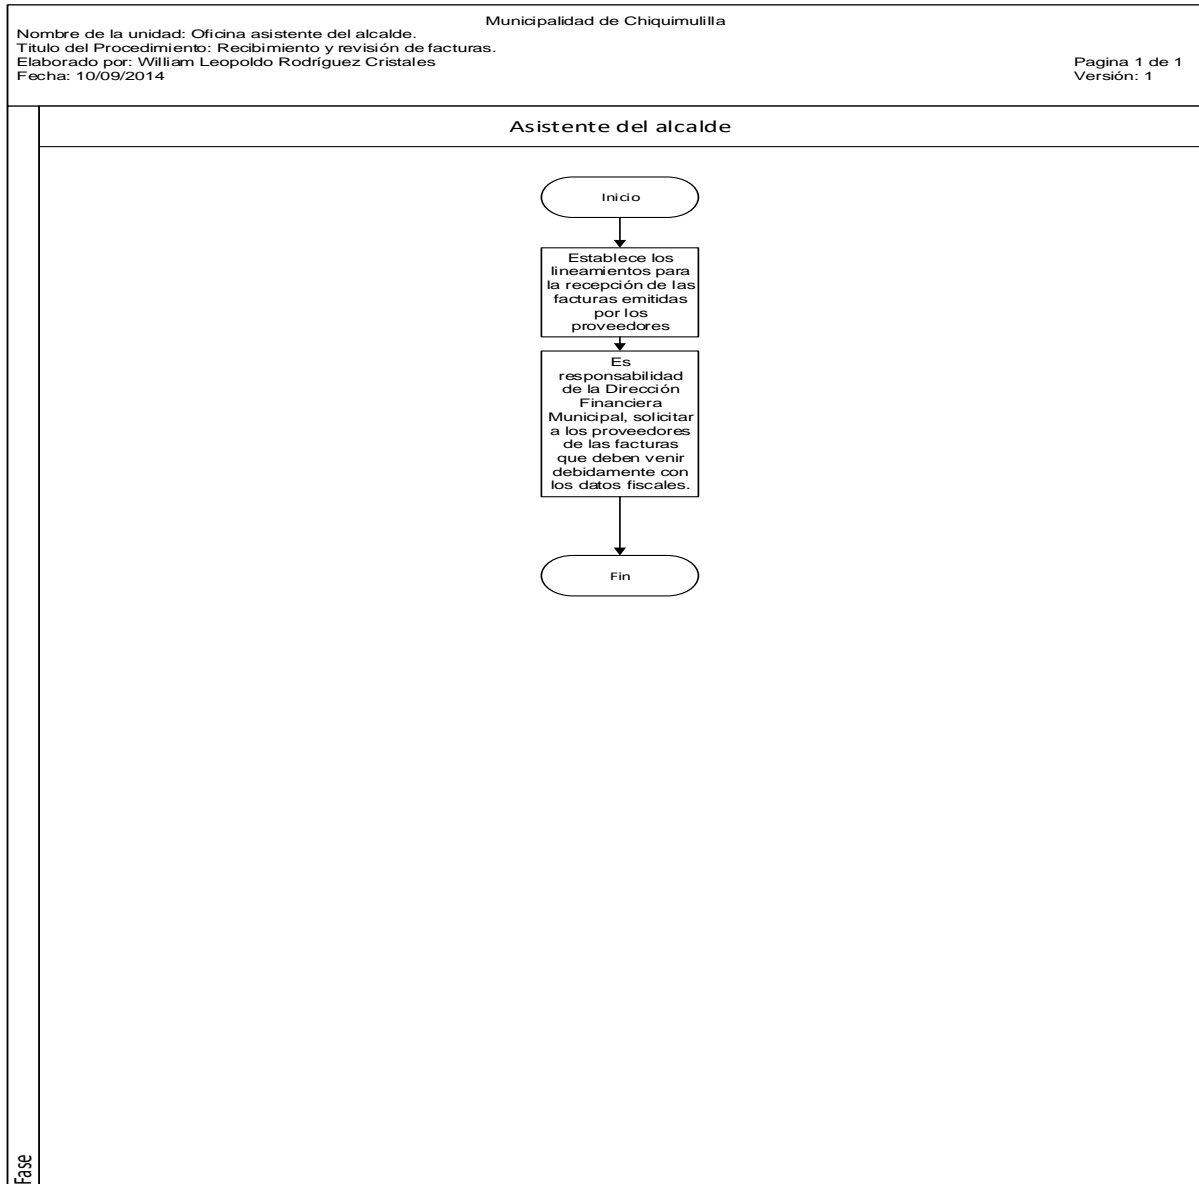 Municipalidad de Chiquimulilla
Nombre de la unidad: Oficina asistente del alcalde.
Titulo del Procedimiento: Recibimiento y revisión de facturas.
Elaborado por: William Leopoldo Rodríguez Cristales
Pagina 1 de 1
Fecha: 10/09/2014
Versión: 1
Asistente del alcalde
Inicio
Establece los
lineamientos para
la recepción de las
facturas emitidas
por los
proveedores
Es
responsabilidad
de la Dirección
Financiera
Municipal, solicitar
a los proveedores
de las facturas
que deben venir
debidamente con
los datos fiscales.
Fin
Fase